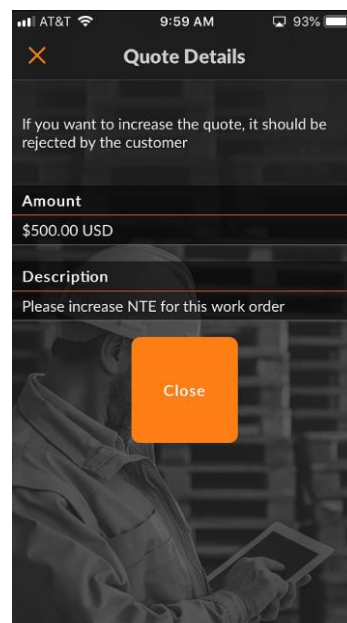 AT&T 9:59 AM 93%
Quote Details
If you want to increase the quote, it should be
rejected by the customer
Amount
$500.00 USD
Description
Please increase NTE for this work order
Close